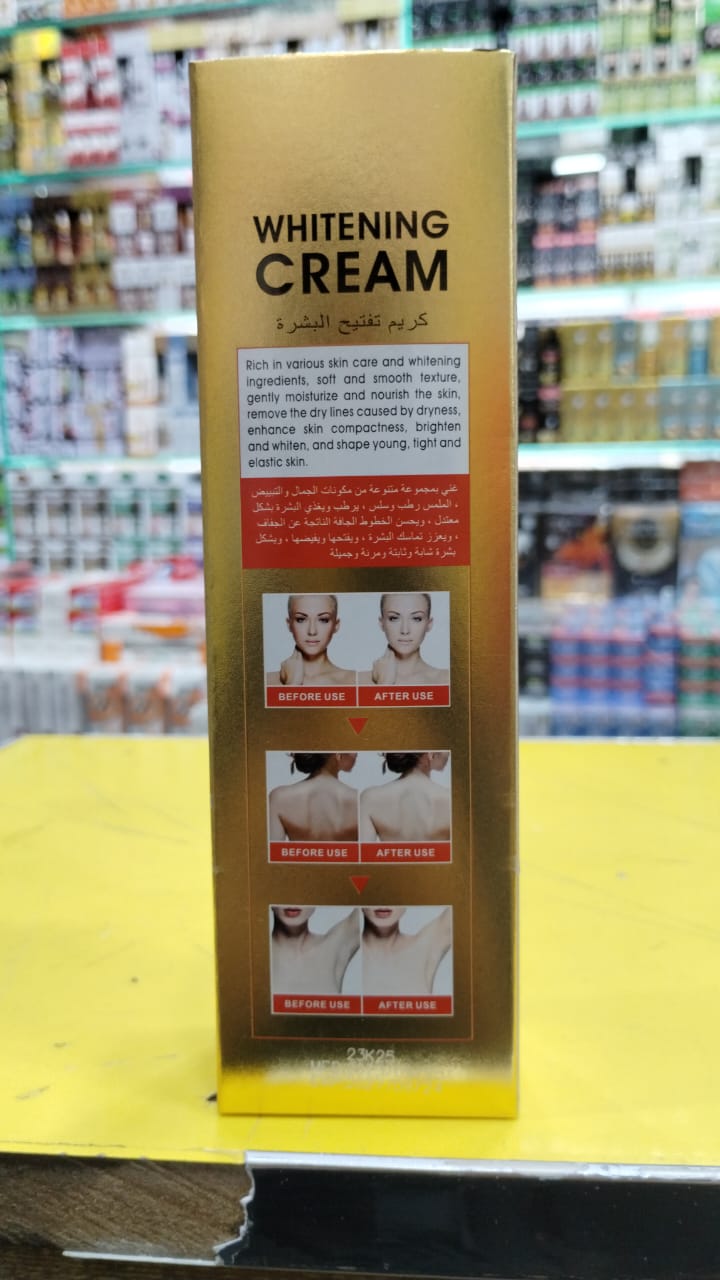 WHITENING
CREAM
كريم تفتيح البشرة
Rich in various skin care and whitening
ingredients, soft and smooth texture,
gently moisturize and nourish the skin,
remove the dry lines caused by dryness,
enhance skin compactness, brighten
and whiten, and shape young, tight and
elastic skin.
غني بمجموعة متنوعة من مكونات الجمال والتبييض
، الملمس رطب وسلس ، يرطب ويغذي البشرة بشكل
معتدل ، ويحسن الخطوط الجافة الناتجة عن الجفاف
، ويعزز تماسك البشرة ، ويفتحها ويبيضها ، ويشكل
بشرة شابة وثابتة ومرنة وجميلة
BEFORE USE AFTER USE
BEFORE USE AFTER USE
BEFORE USE AFTER USE
23K25